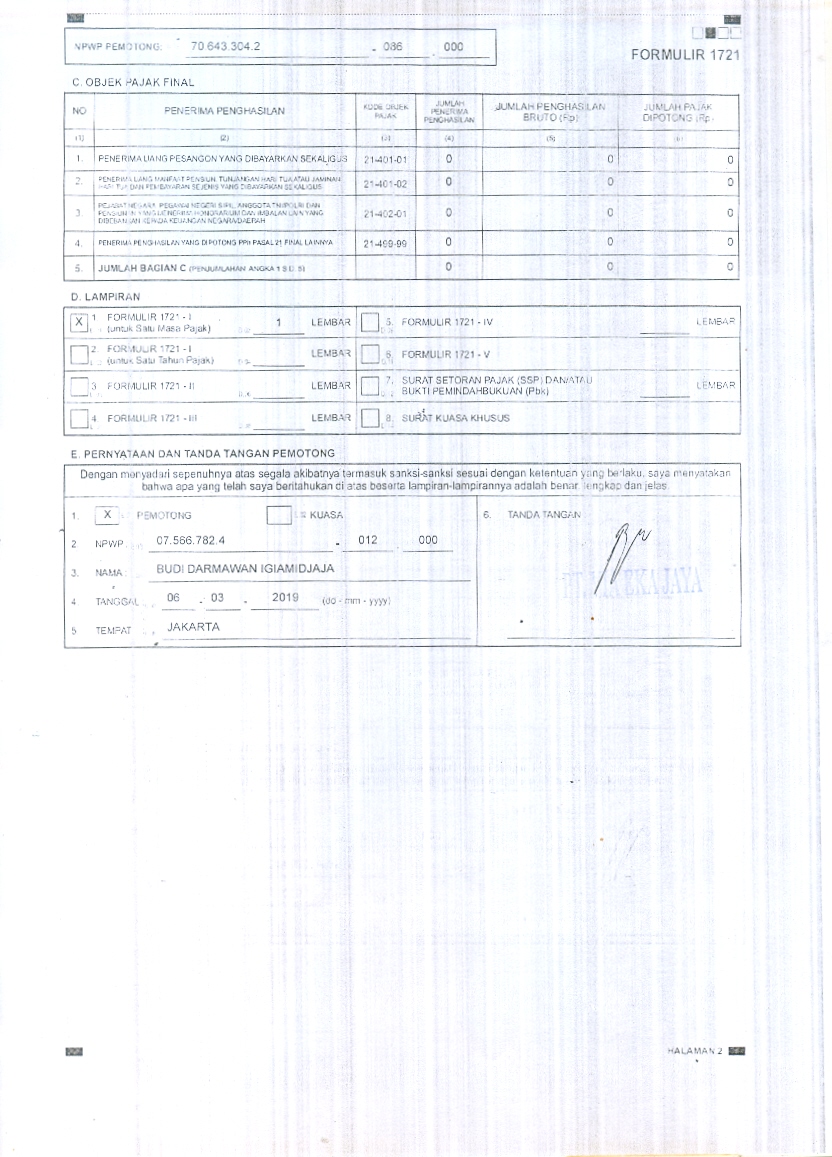 NPWP PEMOTONG: 70 643.304.2 - 086 . 000
FORMULIR 1721
C. OBJEK PAJAK FINAL
NO PENERIMA PENGHASILAN KODE OBJEK PAJAK JUMLAH PENERIMA PENGHASILAN JUMLAH PENGHASILAN BRUTO (Rp) JUMLAH PAJAK DIPOTONG (Rp)
(1) (2) (3) (4) (5) (6)
1. PENERIMA UANG PESANGON YANG DIBAYARKAN SEKALIGUS 21-401-01 0 0 0
2. PENERIMA UANG MANFAAT PENSIUN, TUNJANGAN HARI TUA ATAU JAMINAN
HARI TUA DAN PEMBAYARAN SEJENIS YANG DIBAYARKAN SEKALIGUS 21-401-02 0 0 0
3. PEJABAT NEGARA, PEGAWAI NEGERI SIPIL, ANGGOTA TNI/POLRI DAN
PENSIUNAN YANG MENERIMA HONORARIUM DAN IMBALAN LAIN YANG
DIBEBANKAN KEPADA KEUANGAN NEGARA/DAERAH 21-402-01 0 0 0
4. PENERIMA PENGHASILAN YANG DIPOTONG PPh PASAL 21 FINAL LAINNYA 21-499-99 0 0 0
5. JUMLAH BAGIAN C (PENJUMLAHAN ANGKA 1 S.D. 5) 0 0 0
D. LAMPIRAN
X 1 FORMULIR 1721 - I
(untuk Satu Masa Pajak) 1 LEMBAR
5. FORMULIR 1721 - IV LEMBAR
2. FORMULIR 1721 - I
(untuk Satu Tahun Pajak) LEMBAR
6. FORMULIR 1721 - V
3 FORMULIR 1721 - II LEMBAR
7. SURAT SETORAN PAJAK (SSP) DAN/ATAU
BUKTI PEMINDAHBUKUAN (Pbk) LEMBAR
4. FORMULIR 1721 - III LEMBAR
8. SURAT KUASA KHUSUS
E. PERNYATAAN DAN TANDA TANGAN PEMOTONG
Dengan menyadari sepenuhnya atas segala akibatnya termasuk sanksi-sanksi sesuai dengan ketentuan yang berlaku, saya menyatakan
bahwa apa yang telah saya beritahukan di atas beserta lampiran-lampirannya adalah benar, lengkap dan jelas.
1. X PEMOTONG KUASA
2 NPWP 07.566.782.4 - 012 . 000
3. NAMA : BUDI DARMAWAN IGIAMIDJAJA
4 TANGGAL 06 - 03 - 2019 (dd - mm - yyyy)
5 TEMPAT JAKARTA
6. TANDA TANGAN
HALAMAN 2